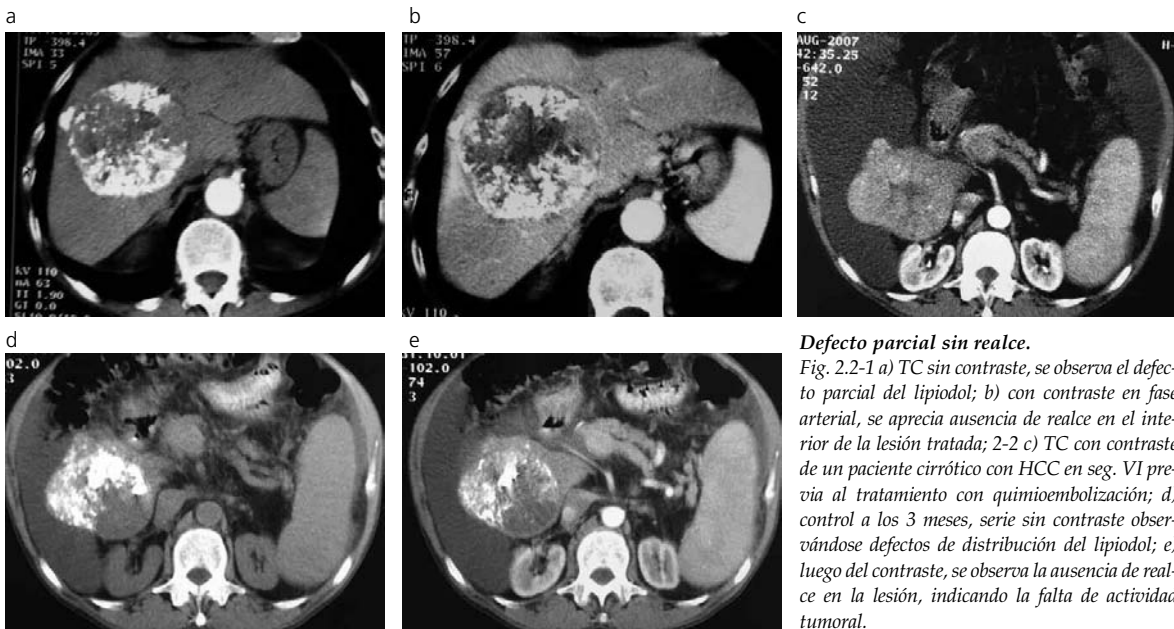 a
b
c
TP -398.4
IMA 33
SPI 5
kV 110
mA 63
TI 1.90
GT 0.0
TP -398.4
IMA 57
SPI 6
kV 110
AUG-2007
42:35.25
-642.0
52
12
H-
d
e
02.0
3
-102.0
74
3
Defecto parcial sin realce.
Fig. 2.2-1 a) TC sin contraste, se observa el defec-
to parcial del lipiodol; b) con contraste en fase
arterial, se aprecia ausencia de realce en el inte-
rior de la lesión tratada; 2-2 c) TC con contraste
de un paciente cirrótico con HCC en seg. VI pre-
via al tratamiento con quimioembolización; d)
control a los 3 meses, serie sin contraste obser-
vándose defectos de distribución del lipiodol; e)
luego del contraste, se observa la ausencia de real-
ce en la lesión, indicando la falta de actividad
tumoral.